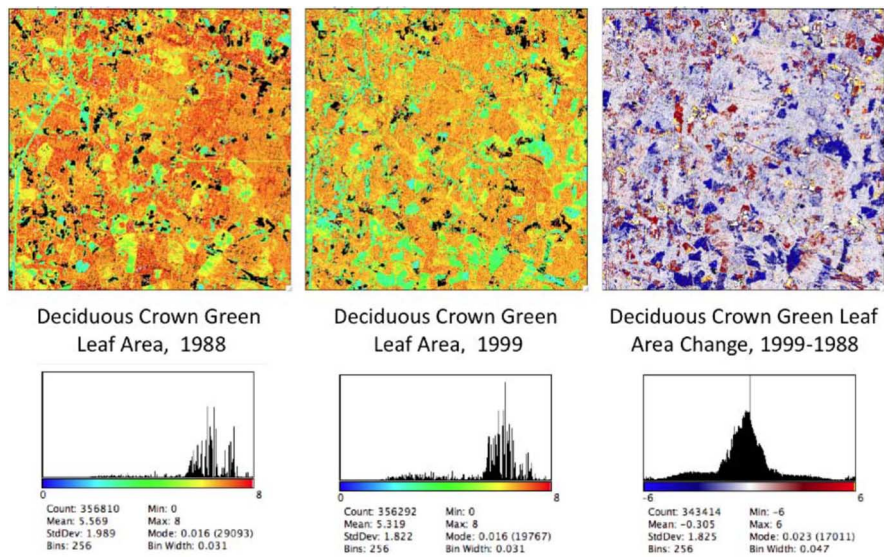 Deciduous Crown Green
Leaf Area, 1988
Deciduous Crown Green
Leaf Area, 1999
Deciduous Crown Green Leaf
Area Change, 1999-1988
0 8
Count: 356810 Min: 0
Mean: 5.569 Max: 8
StdDev: 1.989 Mode: 0.016 (29093)
Bins: 256 Bin Width: 0.031
0 8
Count: 356292 Min: 0
Mean: 5.319 Max: 8
StdDev: 1.822 Mode: 0.016 (19767)
Bins: 256 Bin Width: 0.031
-6 6
Count: 343414 Min: -6
Mean: -0.305 Max: 6
StdDev: 1.825 Mode: 0.023 (17011)
Bins: 256 Bin Width: 0.047